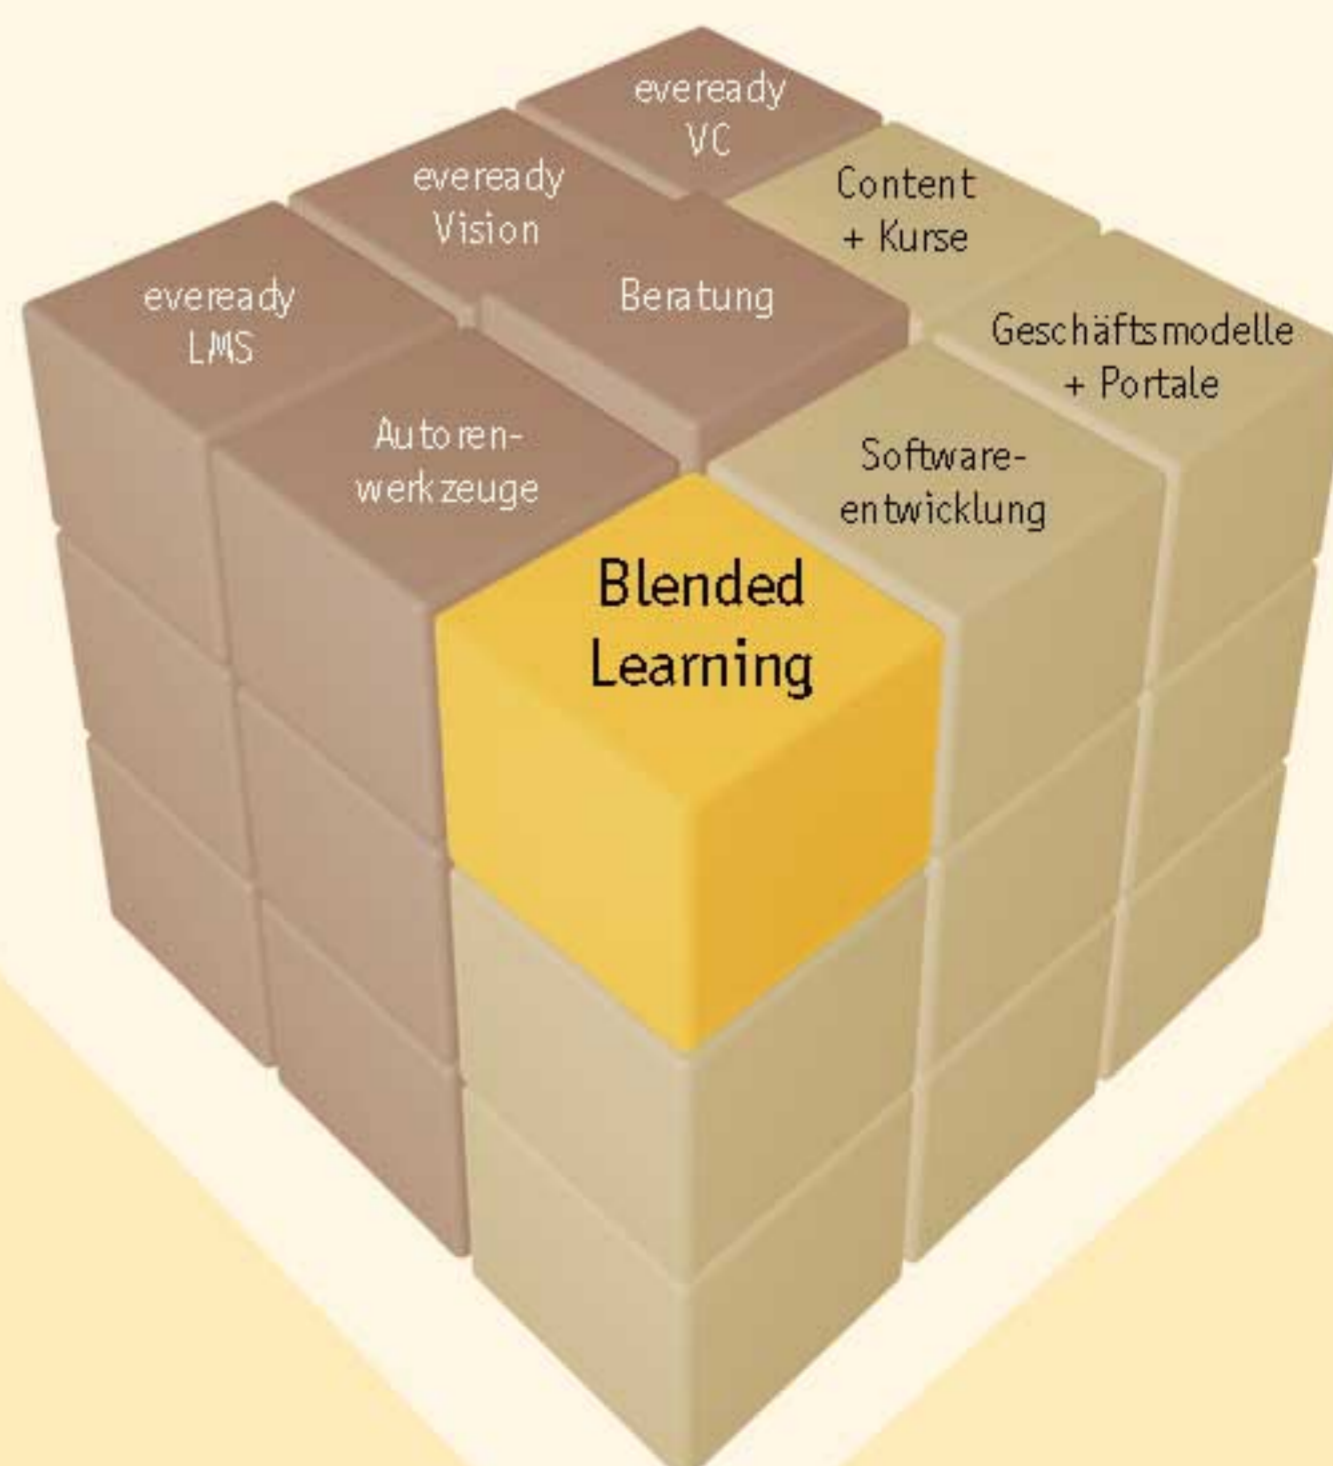 eveready
VC
eveready
Vision
Content
+ Kurse
eveready
LMS
Beratung
Geschäftsmodelle
+ Portale
Autoren-
werkzeuge
Software-
entwicklung
Blended
Learning